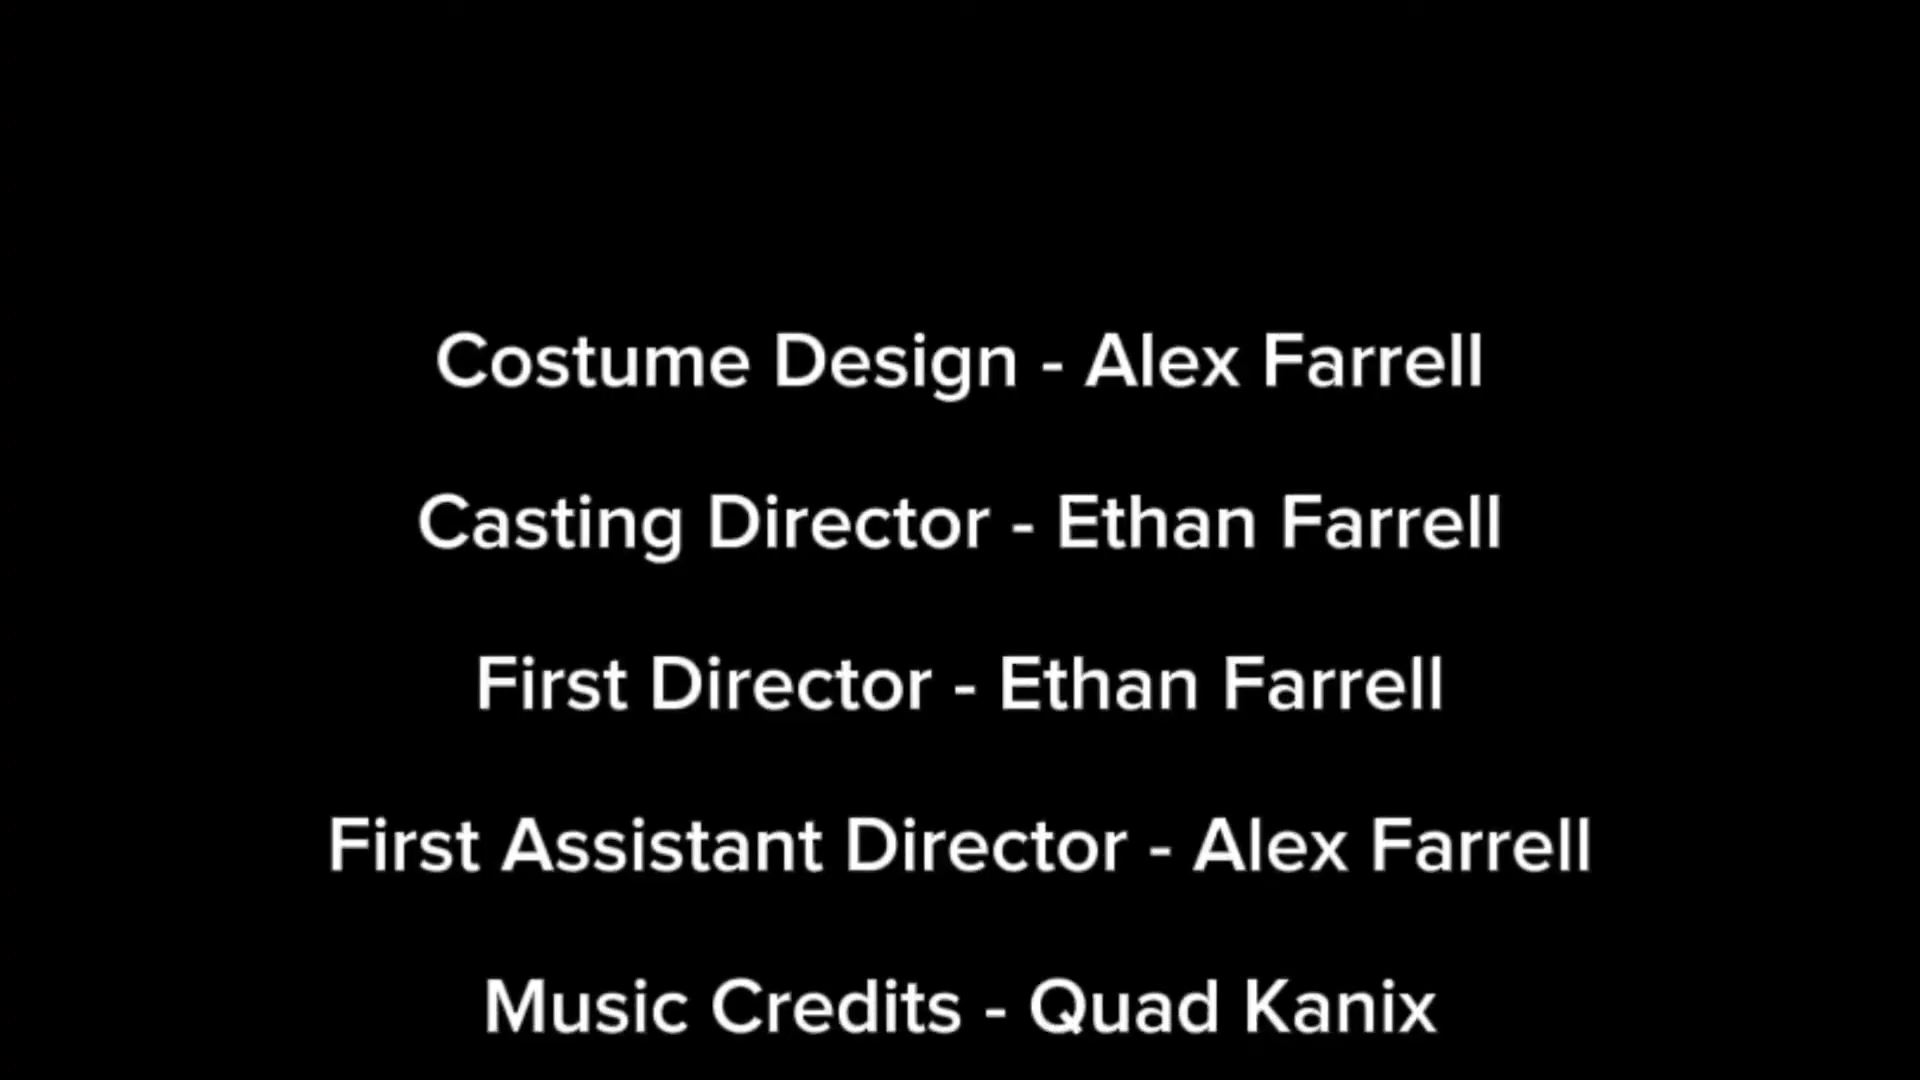 Costume Design - Alex Farrell
Casting Director - Ethan Farrell
First Director - Ethan Farrell
First Assistant Director - Alex Farrell
Music Credits - Quad Kanix